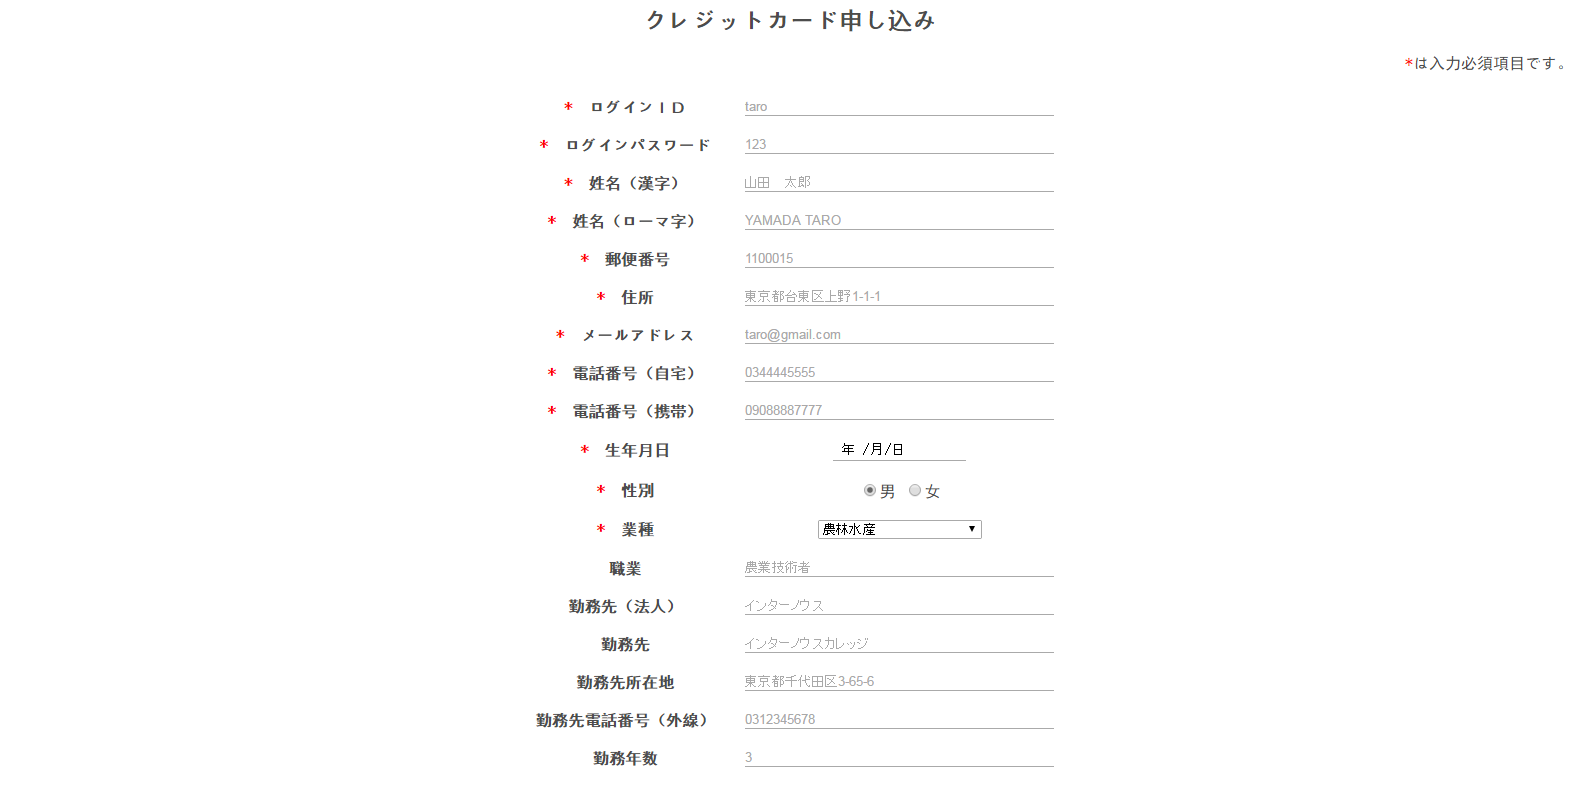 クレジットカード申し込み
*は入力必須項目です。
* ログインＩＤ taro
* ログインパスワード 123
* 姓名（漢字） 山田　太郎
* 姓名（ローマ字） YAMADA TARO
* 郵便番号 1100015
* 住所 東京都台東区上野1-1-1
* メールアドレス taro@gmail.com
* 電話番号（自宅） 0344445555
* 電話番号（携帯） 09088887777
* 生年月日 年 /月/日
* 性別 男 女
* 業種 農林水産
職業 農業技術者
勤務先（法人） インターノウス
勤務先 インターノウスカレッジ
勤務先所在地 東京都千代田区3-65-6
勤務先電話番号（外線） 0312345678
勤務年数 3